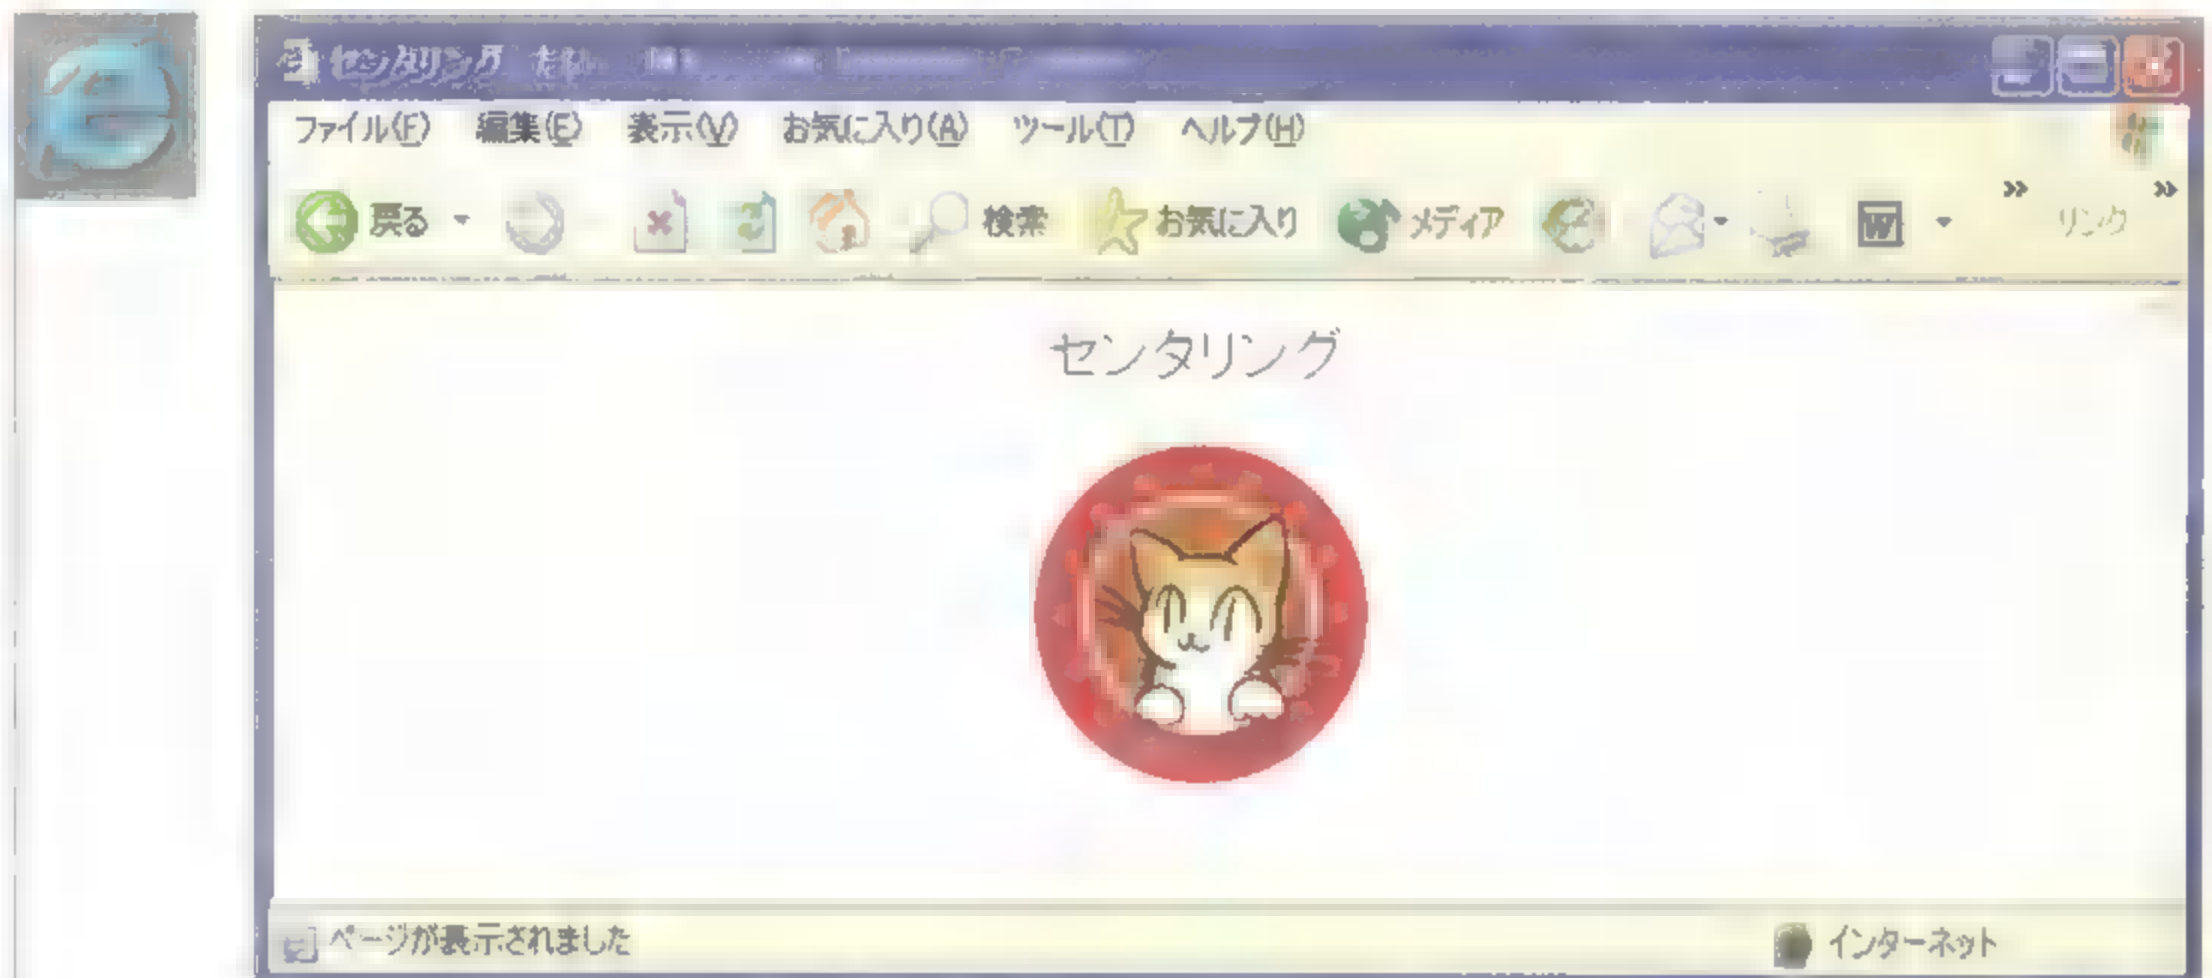 センタリング
ファイル(F) 編集(E) 表示(V) お気に入り(A) ツール(T) ヘルプ(H)
戻る 検索 お気に入り メディア W » リンク »
センタリング
ページが表示されました インターネット